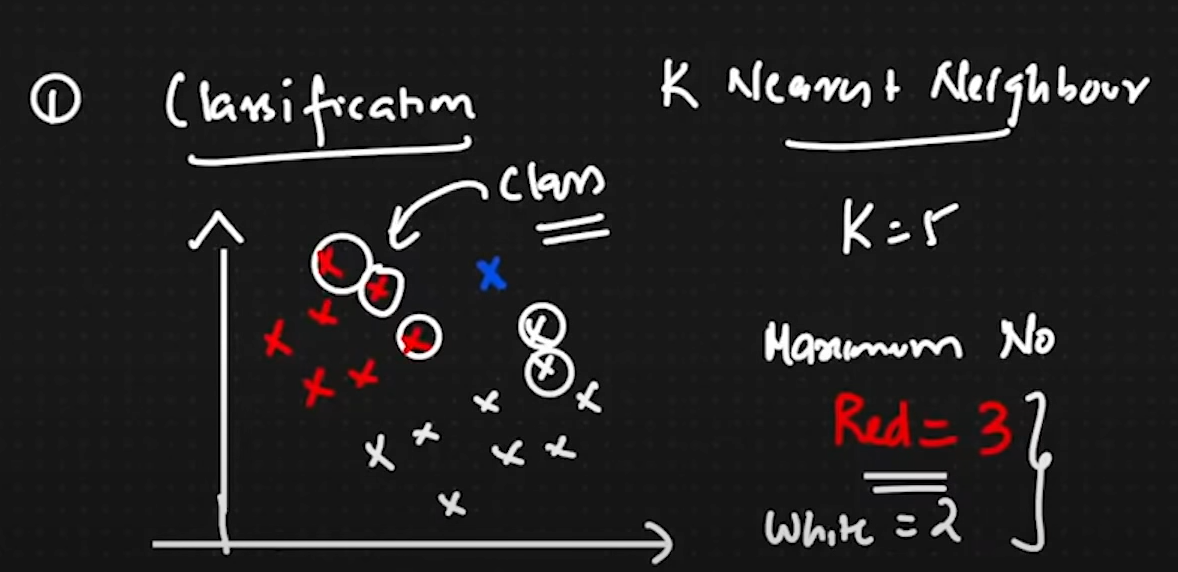 ① Classification
K Nearest Neighbour
Class
K=5
Maximum No
Red = 3
White = 2